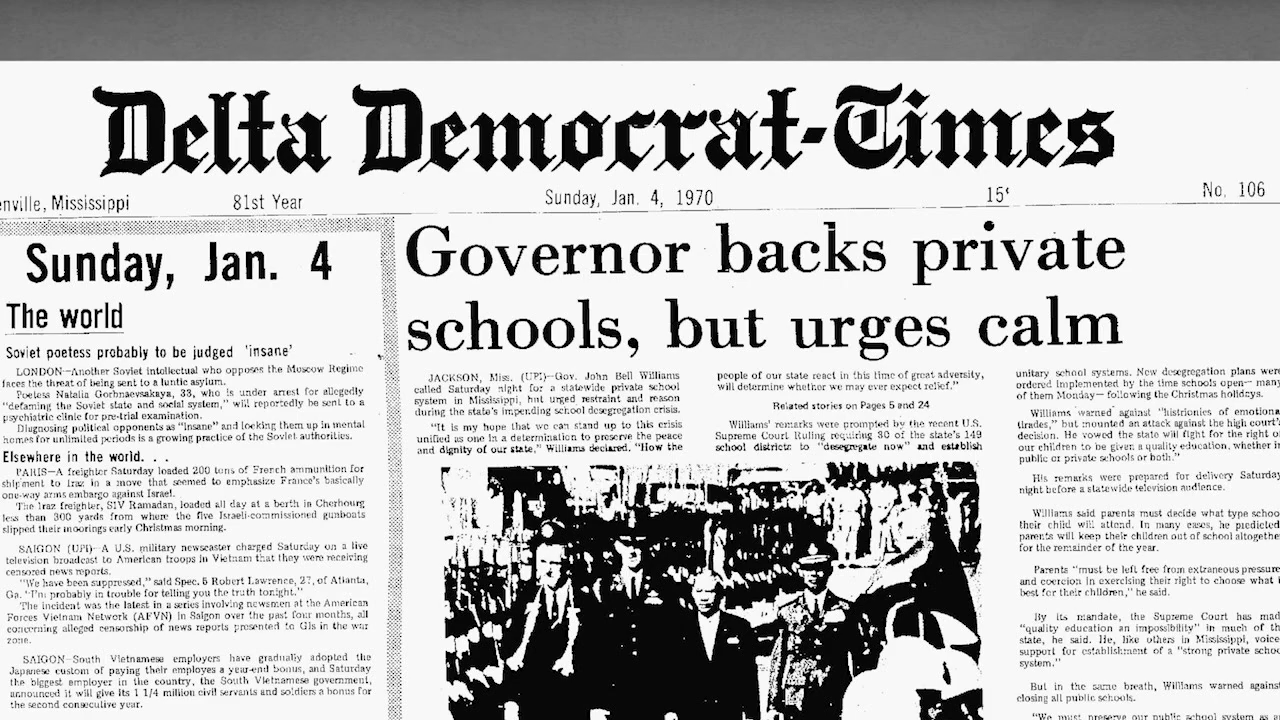 Delta Democrat-Times
enville, Mississippi 81st Year Sunday, Jan. 4, 1970 15¢ No. 106
Sunday, Jan. 4
The world
Soviet poetess probably to be judged 'insane'
LONDON—Another Soviet intellectual who opposes the Moscow Regime
faces the threat of being sent to a luntic asylum.
Poetess Natalia Gorbnaevsakaya, 33, who is under arrest for allegedly
"defaming the Soviet state and social system," will reportedly be sent to a
psychiatric clinic for pre-trial examination.
Diagnosing political opponents as "insane" and locking them up in mental
homes for unlimited periods is a growing practice of the Soviet authorities.
Elsewhere in the world. . .
PARIS—A freighter Saturday loaded 200 tons of French ammunition for
shipment to Iraz in a move that seemed to emphasize France's basically
one-way arms embargo against Israel.
The Iraz freighter, SIV Ramadan, loaded all day at a berth in Cherbourg
less than 300 yards from where the five Israeli-commissioned gunboats
slipped their moorings early Christmas morning.
SAIGON (UPI)—A U.S. military newscaster charged Saturday on a live
television broadcast to American troops in Vietnam that they were receiving
censored news reports.
"We have been suppressed," said Spec. 5 Robert Lawrence, 27, of Atlanta,
Ga. "I'm probably in trouble for telling you the truth tonight."
The incident was the latest in a series involving newsmen at the American
Forces Vietnam Network (AFVN) in Saigon over the past four months, all
concerning alleged censorship of news reports presented to GIs in the war
zone.
SAIGON—South Vietnamese employers have gradually adopted the
Japanese custom of paying their employes a year-end bonus, and Saturday
the biggest employer in the country, the South Vietnamese government,
announced it will give its 1 1/4 million civil servants and soldiers a bonus for
the second consecutive year.
Governor backs private
schools, but urges calm
JACKSON, Miss. (UPI)—Gov. John Bell Williams
called Saturday night for a statewide private school
system in Mississippi, but urged restraint and reason
during the state's impending school desegregation crisis.
"It is my hope that we can stand up to this crisis
unified as one in a determination to preserve the peace
and dignity of our state," Williams declared. "How the
people of our state react in this time of great adversity,
will determine whether we may ever expect relief."
Related stories on Pages 5 and 24
Williams' remarks were prompted by the recent U.S.
Supreme Court Ruling requiring 30 of the state's 149
school districts to "desegregate now" and establish
unitary school systems. New desegregation plans were
ordered implemented by the time schools open— many
of them Monday— following the Christmas holidays.
Williams warned against "histrionics of emotiona
tirades," but mounted an attack against the high court'
decision. He vowed the state will fight for the right o
our children to be given a quality education, whether in
public or private schools or both."
His remarks were prepared for delivery Saturday
night before a statewide television audience.
Williams said parents must decide what type schoo
their child will attend. In many cases, he predicted
parents will keep their children out of school altogethe
for the remainder of the year.
Parents "must be left free from extraneous pressure
and coercion in exercising their right to choose what i
best for their children," he said.
By its mandate, the Supreme Court has mad
"quality education an impossibility" in much of th
state, he said. He, like others in Mississippi, voice
support for establishment of a "strong private schoo
system."
But in the same breath, Williams warned against
closing all public schools.
"We must preserve our public school system as a